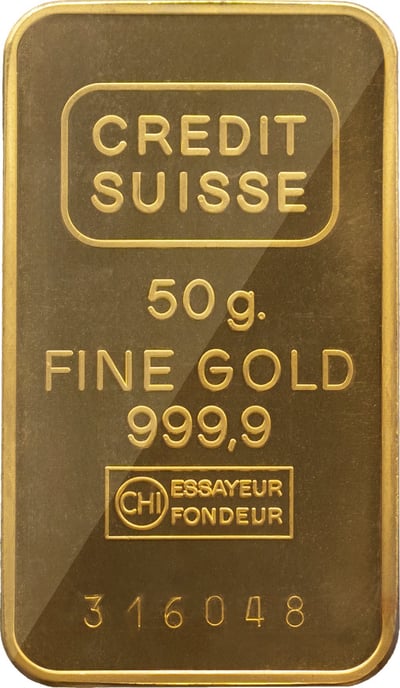 CREDIT
SUISSE
50 g.
FINE GOLD
999,9
CHI ESSAYEUR
FONDEUR
316048